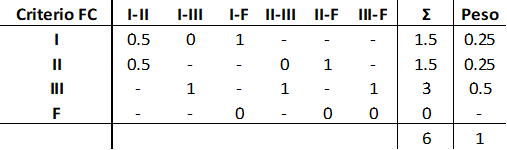 Criterio FC I-II I-III I-F II-III II-F III-F Σ Peso
I 0.5 0 1 - - - 1.5 0.25
II 0.5 - - 0 1 - 1.5 0.25
III - 1 - 1 - 1 3 0.5
F - - 0 - 0 0 0 -
6 1